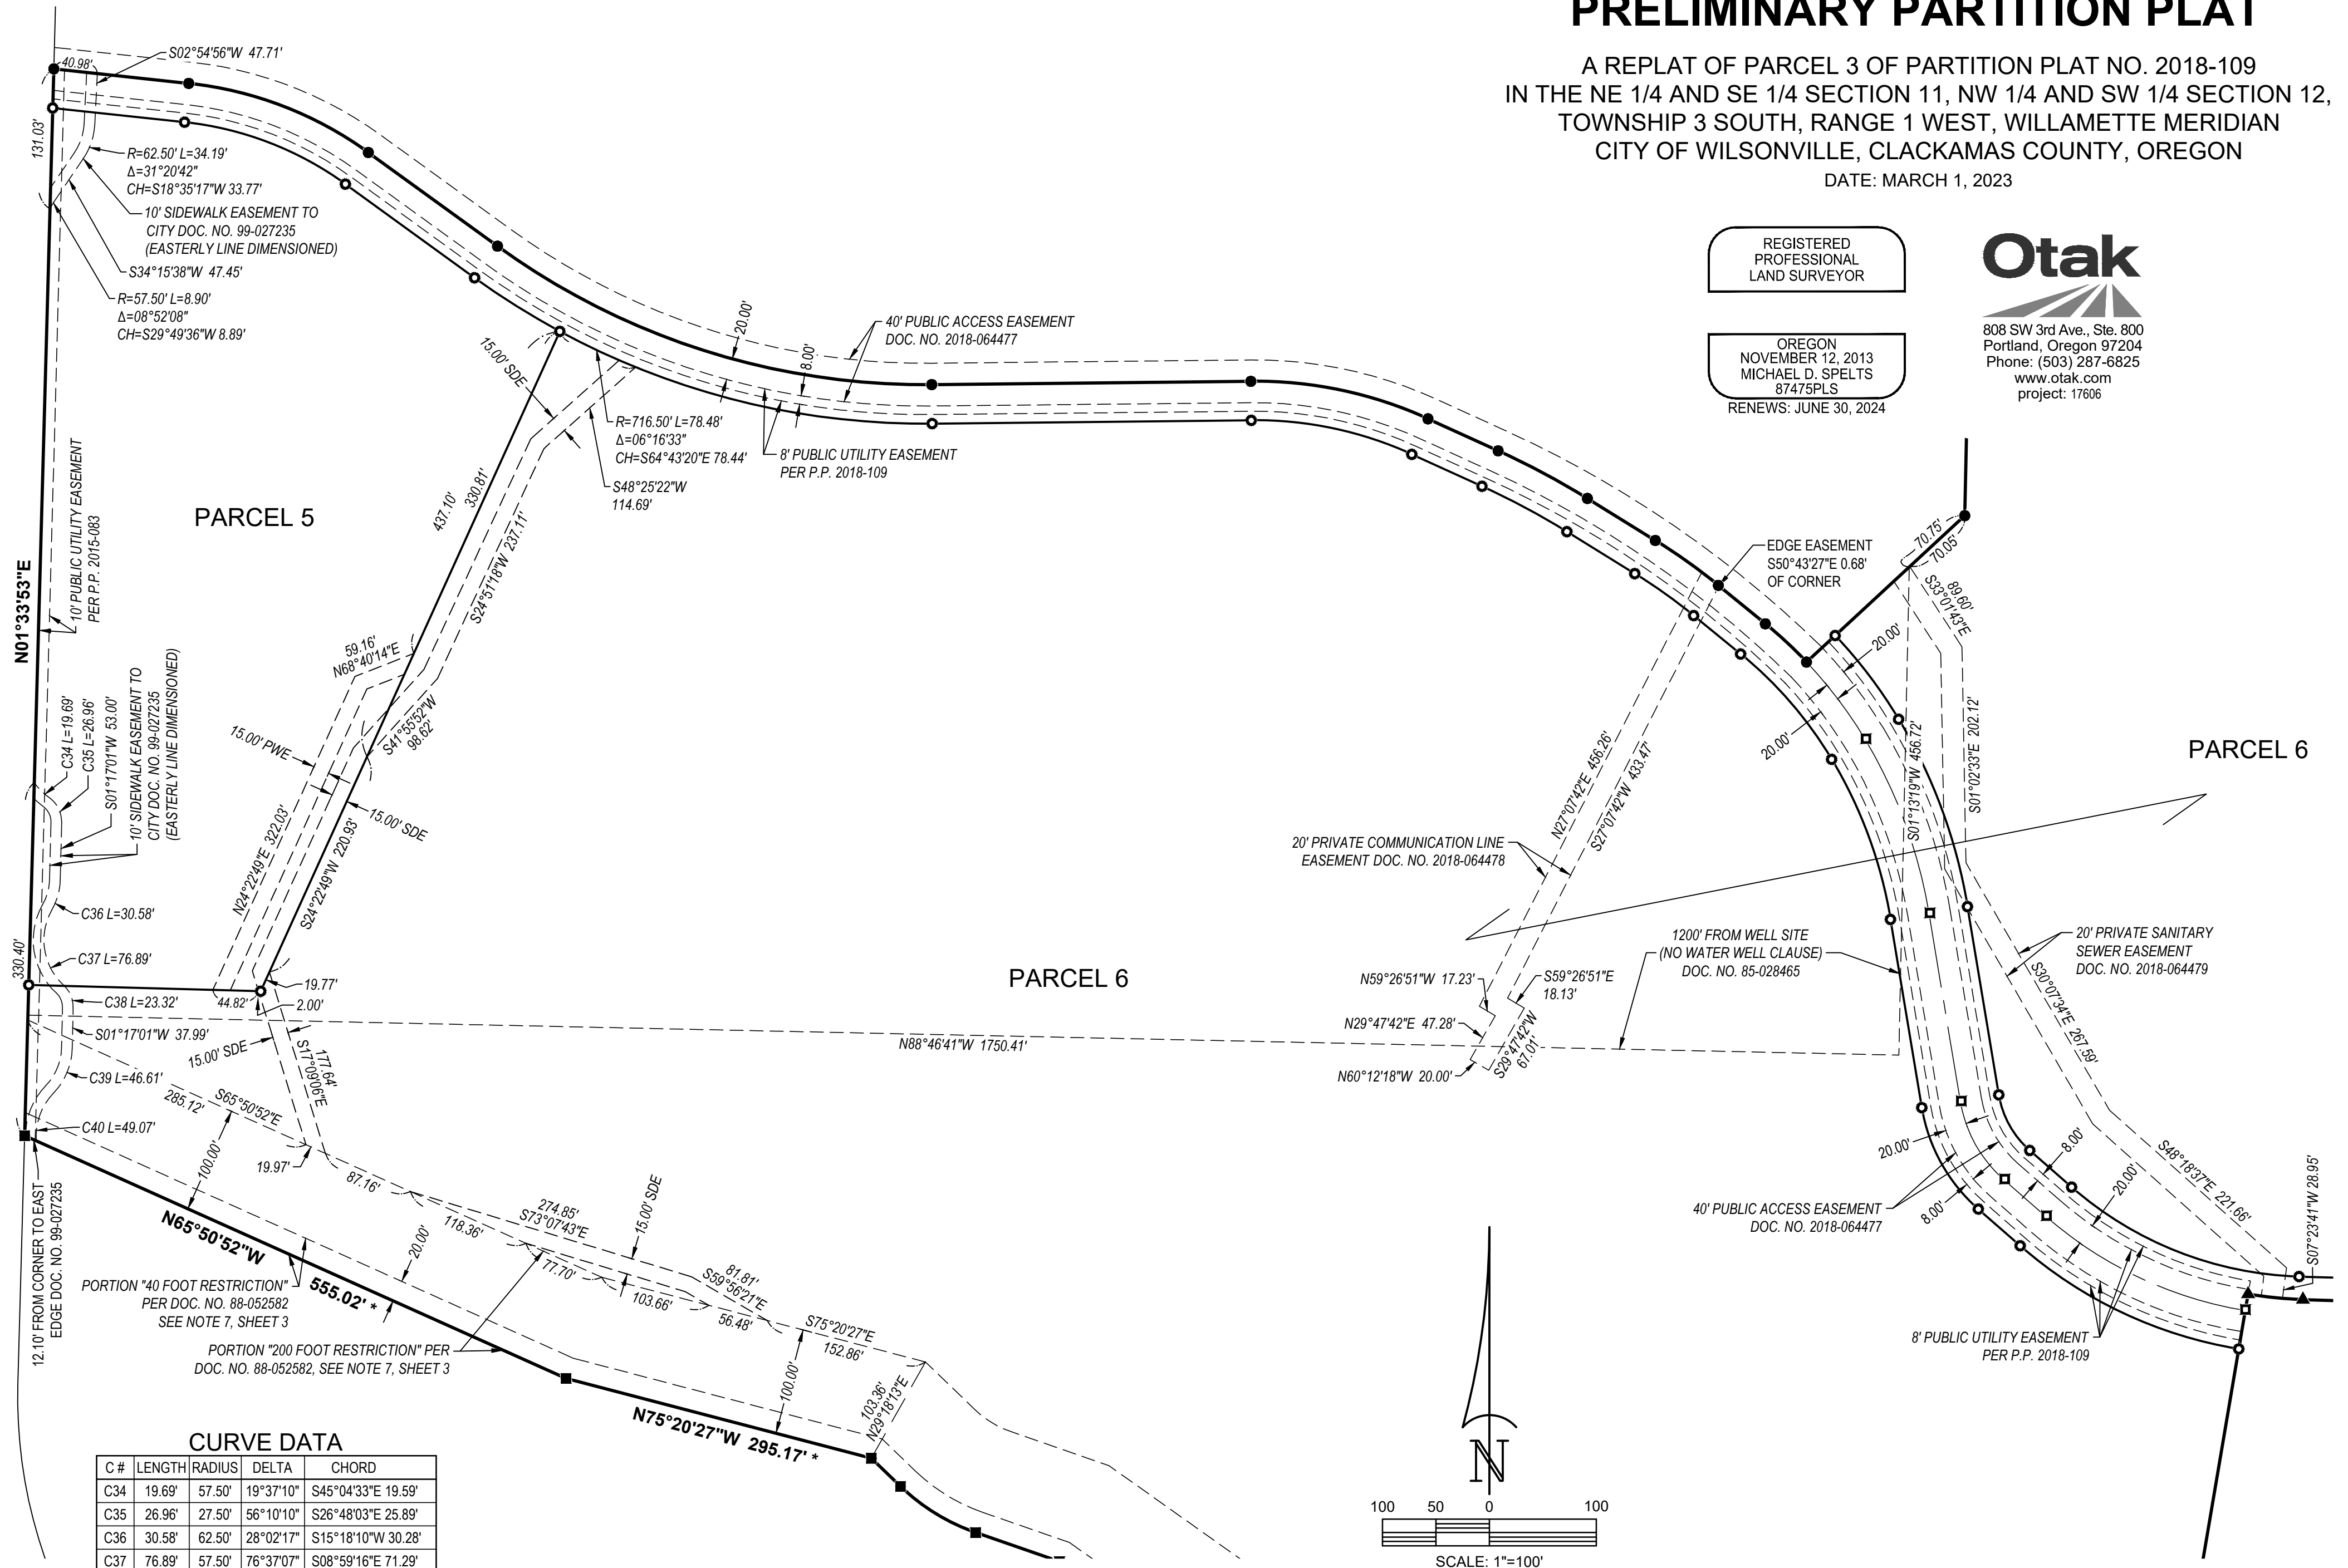 PRELIMINARY PARTITION PLAT
A REPLAT OF PARCEL 3 OF PARTITION PLAT NO. 2018-109
IN THE NE 1/4 AND SE 1/4 SECTION 11, NW 1/4 AND SW 1/4 SECTION 12,
TOWNSHIP 3 SOUTH, RANGE 1 WEST, WILLAMETTE MERIDIAN
CITY OF WILSONVILLE, CLACKAMAS COUNTY, OREGON
DATE: MARCH 1, 2023
REGISTERED
PROFESSIONAL
LAND SURVEYOR
OREGON
NOVEMBER 12, 2013
MICHAEL D. SPELTS
87475PLS
RENEWS: JUNE 30, 2024
Otak
808 SW 3rd Ave., Ste. 800
Portland, Oregon 97204
Phone: (503) 287-6825
www.otak.com
project: 17606
S02°54'56"W 47.71'
40.98'
131.03'
R=62.50' L=34.19'
Δ=31°20'42"
CH=S18°35'17"W 33.77'
10' SIDEWALK EASEMENT TO
CITY DOC. NO. 99-027235
(EASTERLY LINE DIMENSIONED)
S34°15'38"W 47.45'
R=57.50' L=8.90'
Δ=08°52'08"
CH=S29°49'36"W 8.89'
15.00' SDE
20.00'
8.00'
40' PUBLIC ACCESS EASEMENT
DOC. NO. 2018-064477
R=716.50' L=78.48'
Δ=06°16'33"
CH=S64°43'20"E 78.44'
S48°25'22"W
114.69'
8' PUBLIC UTILITY EASEMENT
PER P.P. 2018-109
10' PUBLIC UTILITY EASEMENT
PER P.P. 2015-083
PARCEL 5
437.10'
330.81'
S24°51'18"W 237.11'
N01°33'53"E
59.16'
N68°40'14"E
S41°55'52"W
98.62'
15.00' PWE
15.00' SDE
N24°22'49"E 322.03'
S24°22'49"W 220.93'
C34 L=19.69'
C35 L=26.96'
S01°17'01"W 53.00'
10' SIDEWALK EASEMENT TO
CITY DOC. NO. 99-027235
(EASTERLY LINE DIMENSIONED)
C36 L=30.58'
C37 L=76.89'
330.40'
C38 L=23.32'
44.82'
19.77'
2.00'
S01°17'01"W 37.99'
15.00' SDE
177.64'
S17°09'06"E
C39 L=46.61'
C40 L=49.07'
S65°50'52"E
285.12'
100.00'
19.97'
87.16'
12.10' FROM CORNER TO EAST
EDGE DOC. NO. 99-027235
N65°50'52"W
555.02' *
20.00'
118.36'
274.85'
S73°07'43"E
15.00' SDE
77.70'
103.66'
81.81'
S59°56'21"E
56.48'
S75°20'27"E
152.86'
100.00'
103.36'
N29°18'13"E
PORTION "40 FOOT RESTRICTION"
PER DOC. NO. 88-052582
SEE NOTE 7, SHEET 3
PORTION "200 FOOT RESTRICTION" PER
DOC. NO. 88-052582, SEE NOTE 7, SHEET 3
N75°20'27"W 295.17' *
PARCEL 6
N88°46'41"W 1750.41'
EDGE EASEMENT
S50°43'27"E 0.68'
OF CORNER
70.75'
70.05'
89.60'
S33°01'43"E
20.00'
20.00'
S01°13'19"W 456.72'
S01°02'33"E 202.12'
PARCEL 6
N27°07'42"E 456.26'
S27°07'42"W 433.47'
20' PRIVATE COMMUNICATION LINE
EASEMENT DOC. NO. 2018-064478
1200' FROM WELL SITE
(NO WATER WELL CLAUSE)
DOC. NO. 85-028465
20' PRIVATE SANITARY
SEWER EASEMENT
DOC. NO. 2018-064479
S30°07'34"E 267.59'
N59°26'51"W 17.23'
S59°26'51"E
18.13'
N29°47'42"E 47.28'
S29°47'42"W
67.01'
N60°12'18"W 20.00'
20.00'
8.00'
8.00'
20.00'
S48°18'37"E 221.66'
S07°23'41"W 28.95'
40' PUBLIC ACCESS EASEMENT
DOC. NO. 2018-064477
8' PUBLIC UTILITY EASEMENT
PER P.P. 2018-109
N
100 50 0 100
SCALE: 1"=100'
CURVE DATA
C # LENGTH RADIUS DELTA CHORD
C34 19.69' 57.50' 19°37'10" S45°04'33"E 19.59'
C35 26.96' 27.50' 56°10'10" S26°48'03"E 25.89'
C36 30.58' 62.50' 28°02'17" S15°18'10"W 30.28'
C37 76.89' 57.50' 76°37'07" S08°59'16"E 71.29'